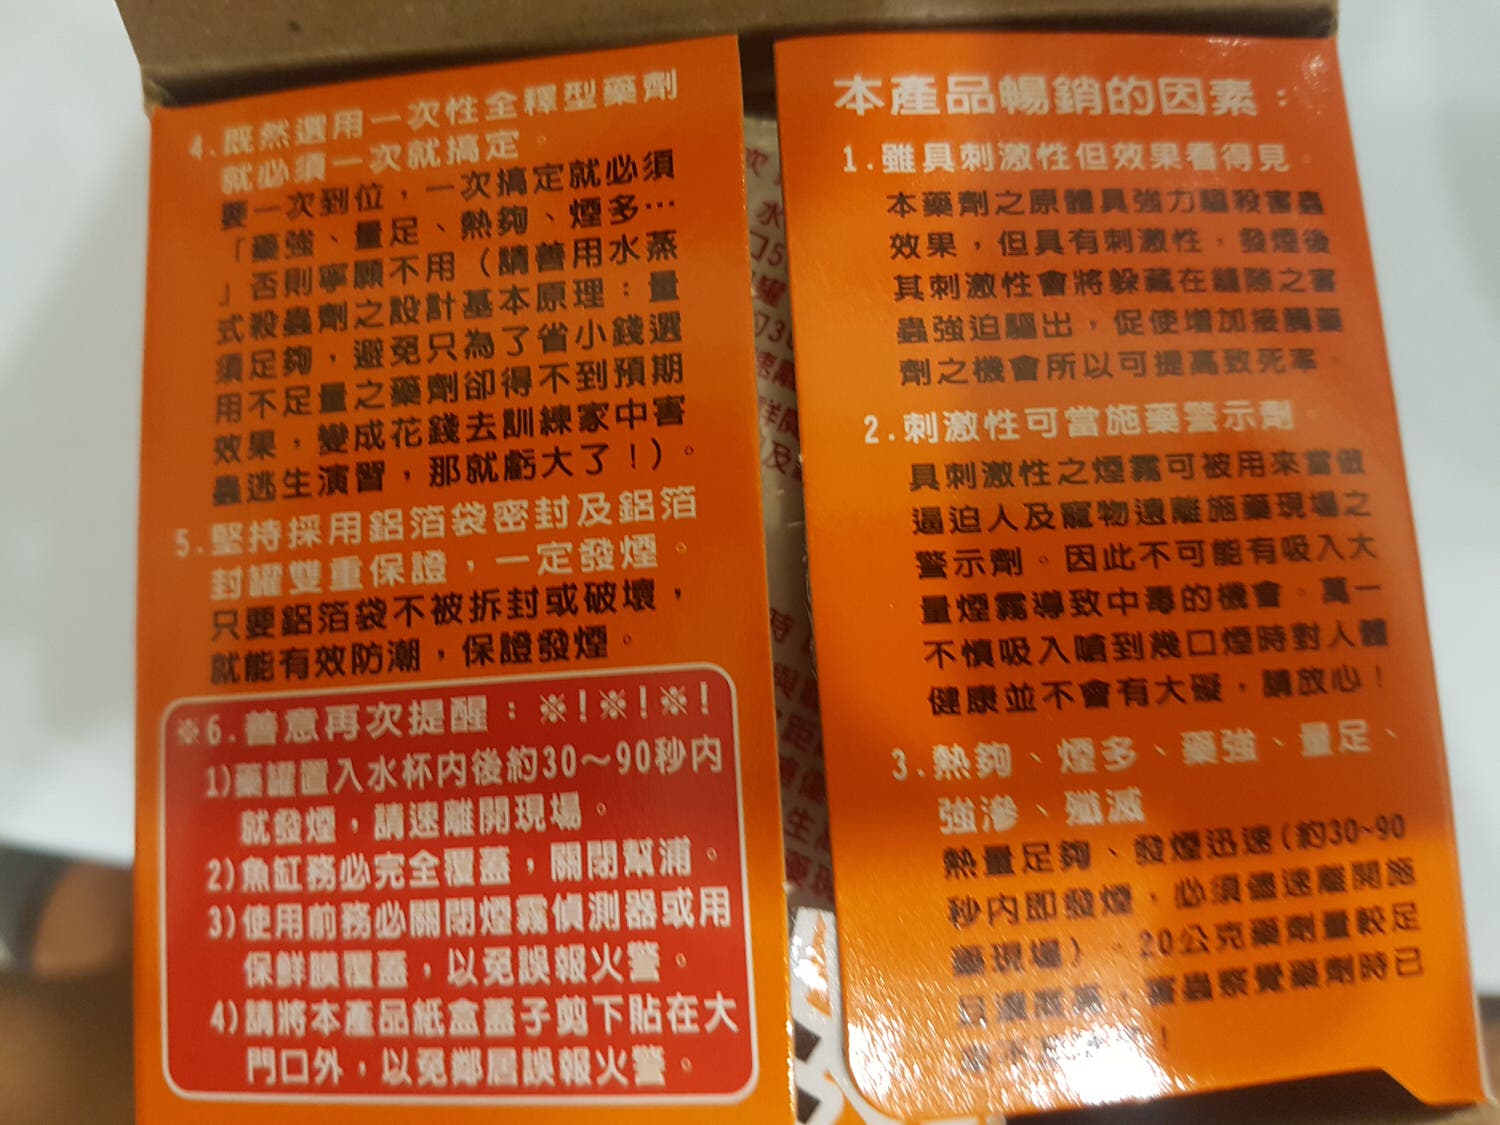 本產品暢銷的因素：
1.雖具刺激性但效果看得見。
本藥劑之原體具強力驅殺害蟲
效果，但具有刺激性，發煙後
其刺激性會將躲藏在縫隙之害
蟲強迫驅出，促使增加接觸藥
劑之機會所以可提高致死率。
2.刺激性可當施藥警示劑
具刺激性之煙霧可被用來當做
逼迫人及寵物遠離施藥現場之
警示劑。因此不可能有吸入大
量煙霧導致中毒的機會。萬一
不慎吸入嗆到幾口煙時對人體
健康並不會有大礙，請放心！
3.熱夠、煙多、藥強、量足、
強滲、殲滅
熱量足夠、發煙迅速(約30~90
秒內即發煙，必須儘速離開施
藥現場)。20公克藥劑量較足
害蟲察覺藥劑時已
！
4.既然選用一次性全釋型藥劑
就必須一次就搞定。
要一次到位，一次搞定就必須
「藥強、量足、熱夠、煙多…
」否則寧願不用（請善用水蒸
式殺蟲劑之設計基本原理：量
須足夠，避免只為了省小錢選
用不足量之藥劑卻得不到預期
效果，變成花錢去訓練家中害
蟲逃生演習，那就虧大了！)。
5.堅持採用鋁箔袋密封及鋁箔
封罐雙重保證，一定發煙。
只要鋁箔袋不被拆封或破壞，
就能有效防潮，保證發煙。
※6.善意再次提醒：※！※！※！
1)藥罐置入水杯內後約30～90秒內
就發煙，請速離開現場。
2)魚缸務必完全覆蓋，關閉幫浦。
3)使用前務必關閉煙霧偵測器或用
保鮮膜覆蓋，以免誤報火警。
4)請將本產品紙盒蓋子剪下貼在大
門口外，以免鄰居誤報火警。